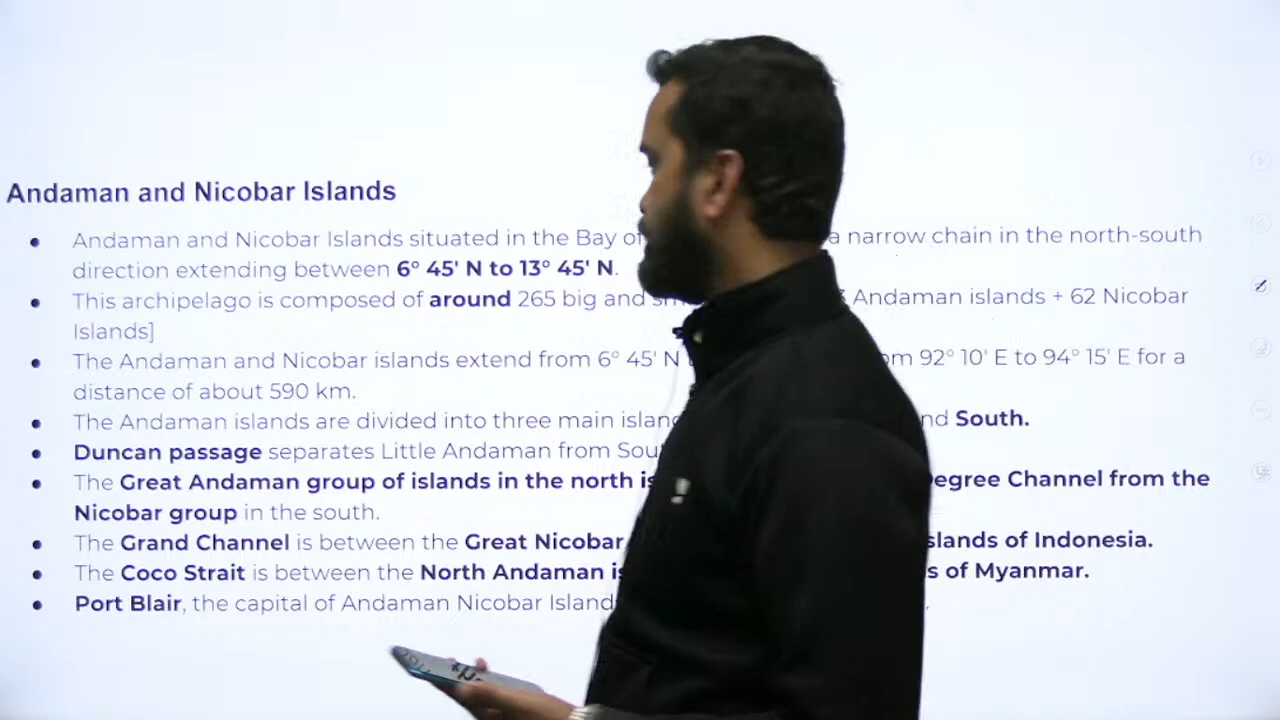 Andaman and Nicobar Islands
Andaman and Nicobar Islands situated in the Bay of a narrow chain in the north-south
direction extending between 6° 45' N to 13° 45' N.
This archipelago is composed of around 265 big and Andaman islands + 62 Nicobar
Islands]
The Andaman and Nicobar islands extend from 6° 45' N 92° 10' E to 94° 15' E for a
distance of about 590 km.
The Andaman islands are divided into three main South.
Duncan passage separates Little Andaman from
The Great Andaman group of islands in the north Degree Channel from the
Nicobar group in the south.
The Grand Channel is between the Great Nicobar Islands of Indonesia.
The Coco Strait is between the North Andaman of Myanmar.
Port Blair, the capital of Andaman Nicobar